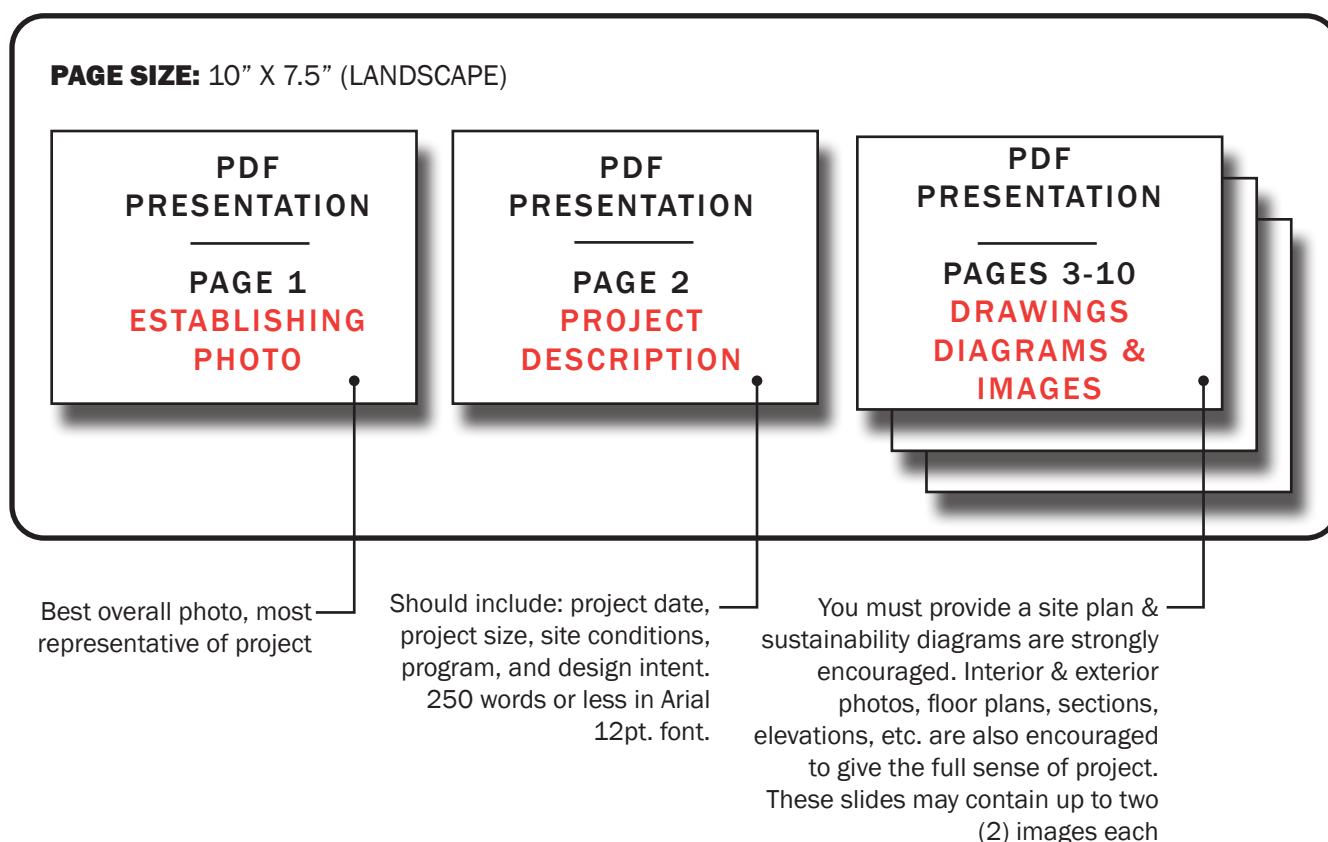 PAGE SIZE: 10” X 7.5” (LANDSCAPE)
PDF
PRESENTATION
PAGE 1
ESTABLISHING
PHOTO
PDF
PRESENTATION
PAGE 2
PROJECT
DESCRIPTION
PDF
PRESENTATION
PAGES 3-10
DRAWINGS
DIAGRAMS &
IMAGES
Best overall photo, most
representative of project
Should include: project date,
project size, site conditions,
program, and design intent.
250 words or less in Arial
12pt. font.
You must provide a site plan &
sustainability diagrams are strongly
encouraged. Interior & exterior
photos, floor plans, sections,
elevations, etc. are also encouraged
to give the full sense of project.
These slides may contain up to two
(2) images each